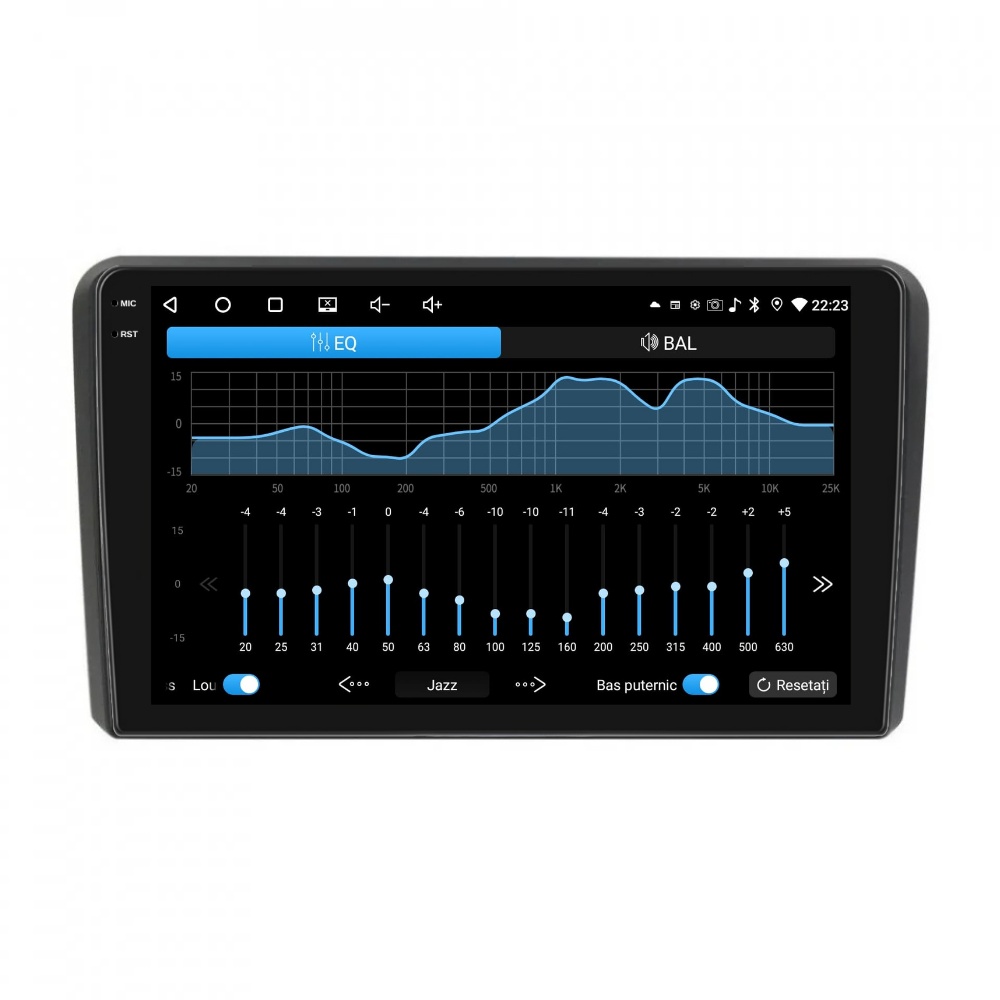 MIC
22:23
RST
EQ
BAL
15
0
-15
20 50 100 200 500 1K 2K 5K 10K 25K
-4 -4 -3 -1 0 -4 -6 -10 -10 -11 -4 -3 -2 -2 +2 +5
15
0
-15
20 25 31 40 50 63 80 100 125 160 200 250 315 400 500 630
s Lou Jazz Bas puternic Resetați